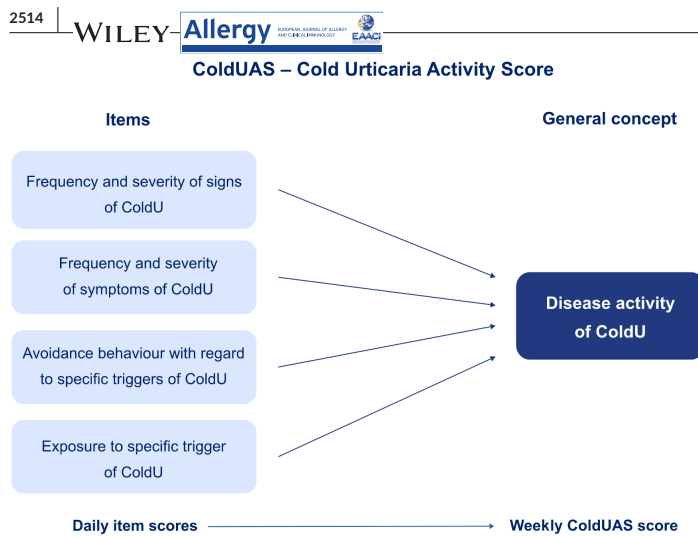 2514
WILEY
Allergy
EUROPEAN JOURNAL OF ALLERGY
AND CLINICAL IMMUNOLOGY
EAACI
ColdUAS – Cold Urticaria Activity Score
Items
General concept
Frequency and severity of signs
of ColdU
Frequency and severity
of symptoms of ColdU
Avoidance behaviour with regard
to specific triggers of ColdU
Exposure to specific trigger
of ColdU
Disease activity
of ColdU
Daily item scores
Weekly ColdUAS score